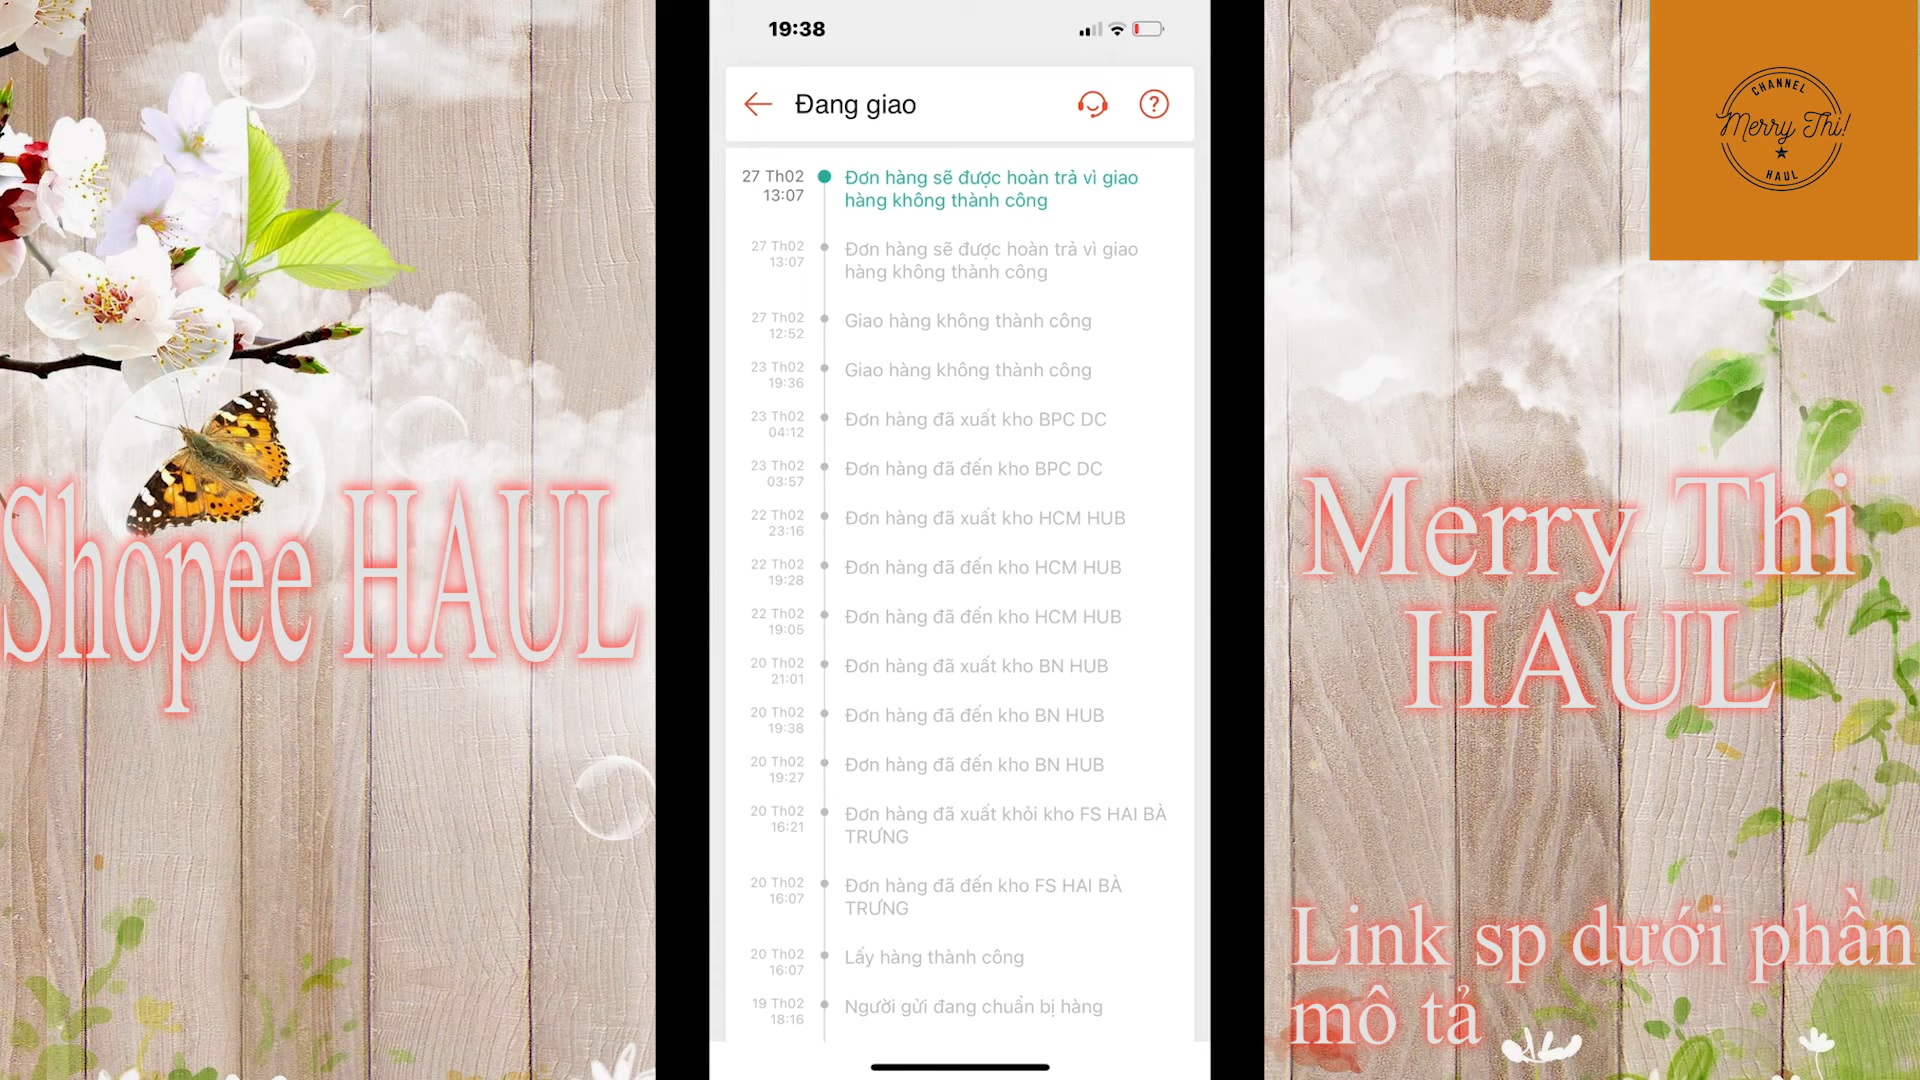 Shopee HAUL
19:38
Đang giao
?
27 Th02
13:07
Đơn hàng sẽ được hoàn trả vì giao
hàng không thành công
27 Th02
13:07
Đơn hàng sẽ được hoàn trả vì giao
hàng không thành công
27 Th02
12:52
Giao hàng không thành công
23 Th02
19:36
Giao hàng không thành công
23 Th02
04:12
Đơn hàng đã xuất kho BPC DC
23 Th02
03:57
Đơn hàng đã đến kho BPC DC
22 Th02
23:16
Đơn hàng đã xuất kho HCM HUB
22 Th02
19:28
Đơn hàng đã đến kho HCM HUB
22 Th02
19:05
Đơn hàng đã đến kho HCM HUB
20 Th02
21:01
Đơn hàng đã xuất kho BN HUB
20 Th02
19:38
Đơn hàng đã đến kho BN HUB
20 Th02
19:27
Đơn hàng đã đến kho BN HUB
20 Th02
16:21
Đơn hàng đã xuất khỏi kho FS HAI BÀ
TRƯNG
20 Th02
16:07
Đơn hàng đã đến kho FS HAI BÀ
TRƯNG
20 Th02
16:07
Lấy hàng thành công
19 Th02
18:16
Người gửi đang chuẩn bị hàng
CHANNEL
Merry Thi!
HAUL
Merry Thi
HAUL
Link sp dưới phần
mô tả